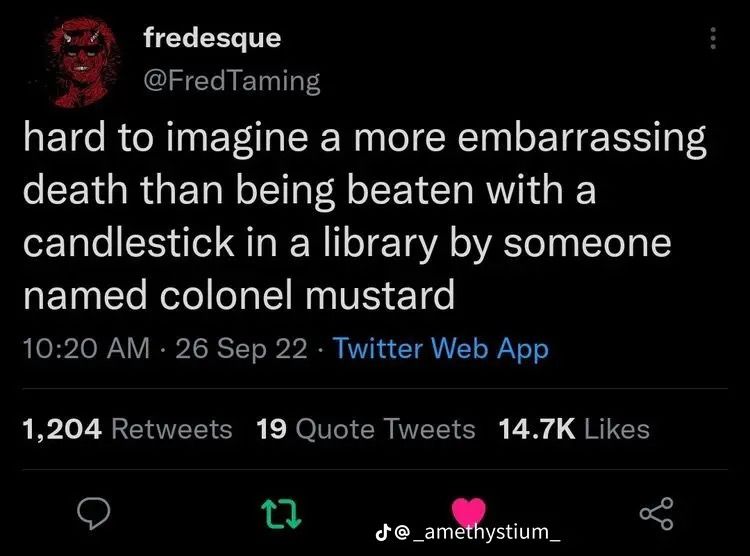 fredesque
@FredTaming
hard to imagine a more embarrassing
death than being beaten with a
candlestick in a library by someone
named colonel mustard
10:20 AM · 26 Sep 22 · Twitter Web App
1,204 Retweets 19 Quote Tweets 14.7K Likes
@_amethystium_